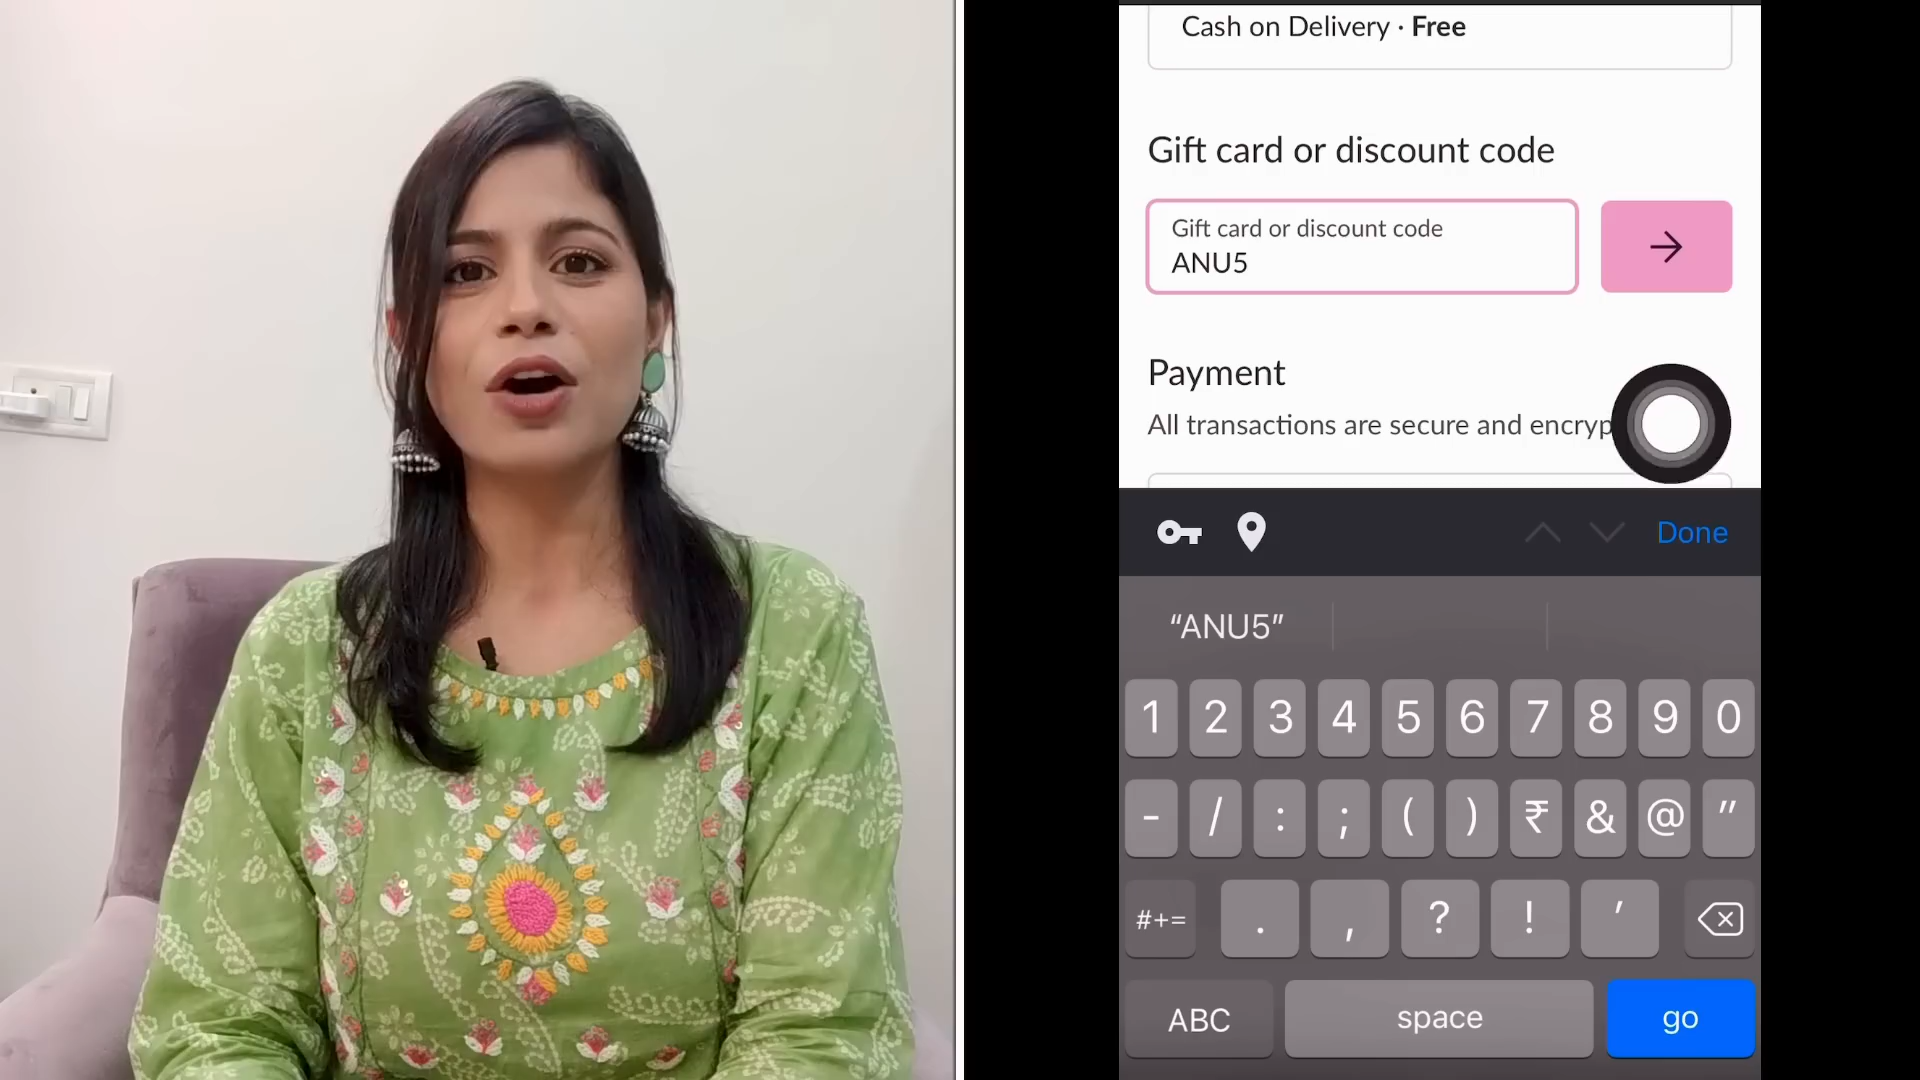 Cash on Delivery · Free
Gift card or discount code
Gift card or discount code
ANU5
Payment
All transactions are secure and
Done
“ANU5”
1 2 3 4 5 6 7 8 9 0
- / : ; ( ) ₹ & @ "
#+= . , ? ! '
ABC space go